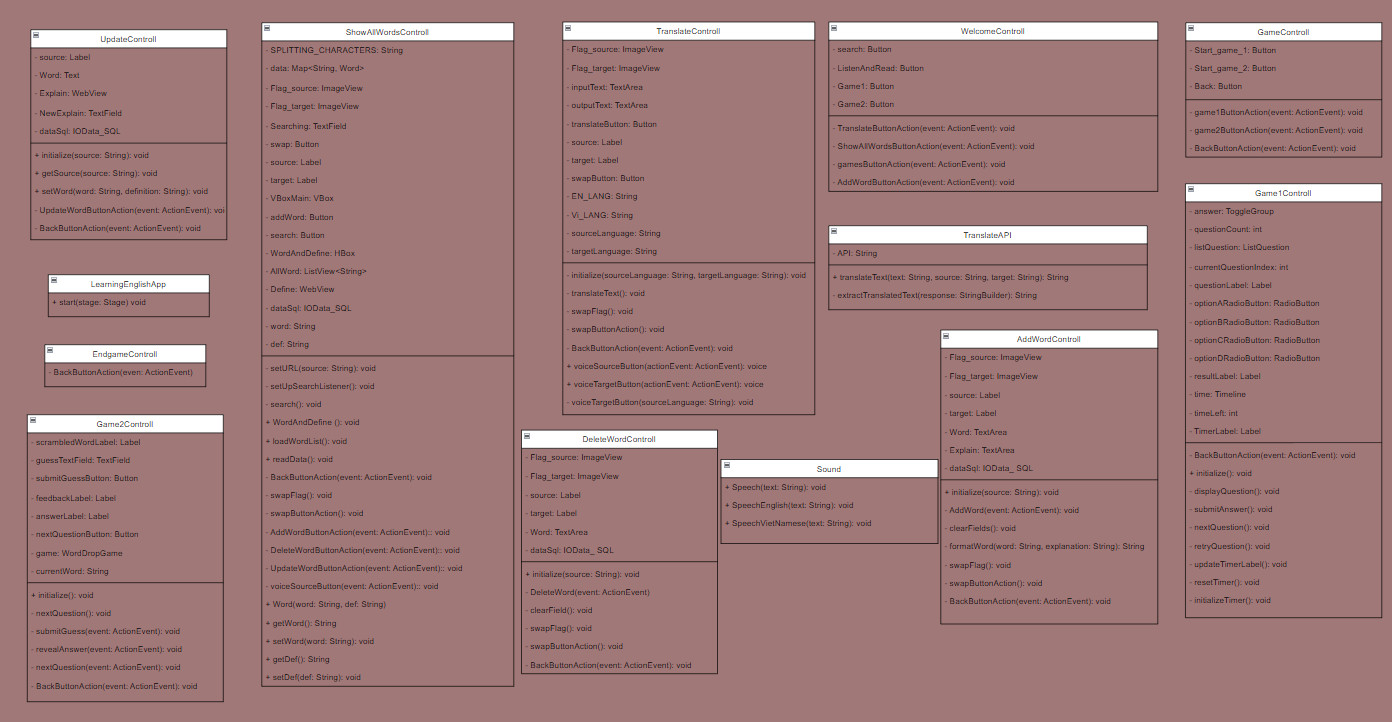 UpdateControll
- source: Label
- Word: Text
- Explain: WebView
- NewExplain: TextField
- dataSql: IOData_SQL
+ initialize(source: String): void
+ getSource(source: String): void
+ setWord(word: String, definition: String): void
- UpdateWordButtonAction(event: ActionEvent): voi
- BackButtonAction(event: ActionEvent): void
LearningEnglishApp
+ start(stage: Stage) void
EndgameControll
- BackButtonAction(even: ActionEvent)
Game2Controll
- scrambledWordLabel: Label
- guessTextField: TextField
- submitGuessButton: Button
- feedbackLabel: Label
- answerLabel: Label
- nextQuestionButton: Button
- game: WordDropGame
- currentWord: String
+ initialize(): void
- nextQuestion(): void
- submitGuess(event: ActionEvent): void
- revealAnswer(event: ActionEvent): void
- nextQuestion(event: ActionEvent): void
- BackButtonAction(event: ActionEvent): void
ShowAllWordsControll
- SPLITTING_CHARACTERS: String
- data: Map<String, Word>
- Flag_source: ImageView
- Flag_target: ImageView
- Searching: TextField
- swap: Button
- source: Label
- target: Label
- VBoxMain: VBox
- addWord: Button
- search: Button
- WordAndDefine: HBox
- AllWord: ListView<String>
- Define: WebView
- dataSql: IOData_SQL
- word: String
- def: String
- setURL(source: String): void
- setUpSearchListener(): void
- search(): void
+ WordAndDefine (): void
+ loadWordList(): void
+ readData(): void
- BackButtonAction(event: ActionEvent): void
- swapFlag(): void
- swapButtonAction(): void
- AddWordButtonAction(event: ActionEvent):: void
- DeleteWordButtonAction(event: ActionEvent):: void
- UpdateWordButtonAction(event: ActionEvent):: void
- voiceSourceButton(event: ActionEvent):: void
+ Word(word: String, def: String)
+ getWord(): String
+ setWord(word: String): void
+ getDef(): String
+ setDef(def: String): void
TranslateControll
- Flag_source: ImageView
- Flag_target: ImageView
- inputText: TextArea
- outputText: TextArea
- translateButton: Button
- source: Label
- target: Label
- swapButton: Button
- EN_LANG: String
- Vi_LANG: String
- sourceLanguage: String
- targetLanguage: String
- initialize(sourceLanguage: String, targetLanguage: String): void
- translateText(): void
- swapFlag(): void
- swapButtonAction(): void
- BackButtonAction(event: ActionEvent): void
+ voiceSourceButton(actionEvent: ActionEvent): voice
+ voiceTargetButton(actionEvent: ActionEvent): voice
- voiceTargetButton(sourceLanguage: String): void
DeleteWordControll
- Flag_source: ImageView
- Flag_target: ImageView
- source: Label
- target: Label
- Word: TextArea
- dataSql: IOData_ SQL
+ initialize(source: String): void
- DeleteWord(event: ActionEvent)
- clearField(): void
- swapFlag(): void
- swapButtonAction(): void
- BackButtonAction(event: ActionEvent): void
Sound
+ Speech(text: String): void
+ SpeechEnglish(text: String): void
+ SpeechVietNamese(text: String): void
WelcomeControll
- search: Button
- ListenAndRead: Button
- Game1: Button
- Game2: Button
- TranslateButtonAction(event: ActionEvent): void
- ShowAllWordsButtonAction(event: ActionEvent): void
- gamesButtonAction(event: ActionEvent): void
- AddWordButtonAction(event: ActionEvent): void
TranslateAPI
- API: String
+ translateText(text: String, source: String, target: String): String
- extractTranslatedText(response: StringBuilder): String
AddWordControll
- Flag_source: ImageView
- Flag_target: ImageView
- source: Label
- target: Label
- Word: TextArea
- Explain: TextArea
- dataSql: IOData_ SQL
+ initialize(source: String): void
- AddWord(event: ActionEvent): void
- clearFields(): void
- formatWord(word: String, explanation: String): String
- swapFlag(): void
- swapButtonAction(): void
- BackButtonAction(event: ActionEvent): void
GameControll
- Start_game_1: Button
- Start_game_2: Button
- Back: Button
- game1ButtonAction(event: ActionEvent): void
- game2ButtonAction(event: ActionEvent): void
- BackButtonAction(event: ActionEvent): void
Game1Controll
- answer: ToggleGroup
- questionCount: int
- listQuestion: ListQuestion
- currentQuestionIndex: int
- questionLabel: Label
- optionARadioButton: RadioButton
- optionBRadioButton: RadioButton
- optionCRadioButton: RadioButton
- optionDRadioButton: RadioButton
- resultLabel: Label
- time: Timeline
- timeLeft: int
- TimerLabel: Label
- BackButtonAction(event: ActionEvent): void
+ initialize(): void
- displayQuestion(): void
- submitAnswer(): void
- nextQuestion(): void
- retryQuestion(): void
- updateTimerLabel(): void
- resetTimer(): void
- initializeTimer(): void